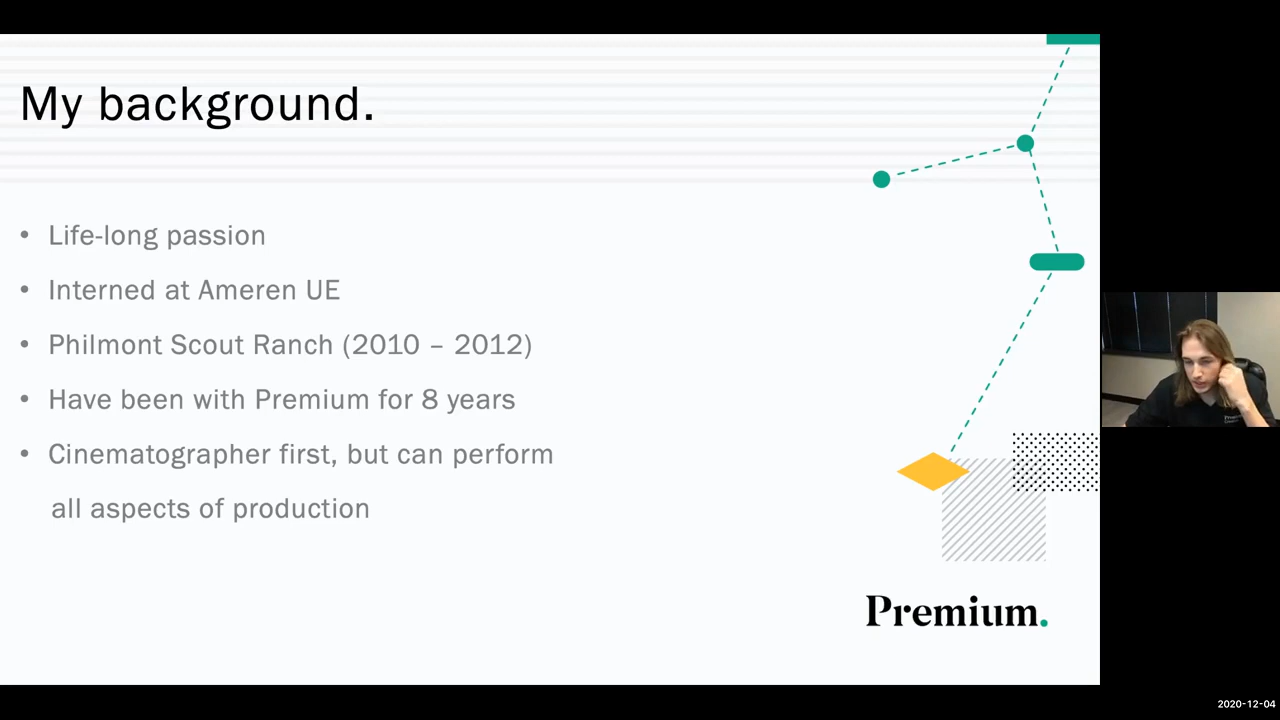 My background.
• Life-long passion
• Interned at Ameren UE
• Philmont Scout Ranch (2010 – 2012)
• Have been with Premium for 8 years
• Cinematographer first, but can perform
all aspects of production
Premium.
2020-12-04